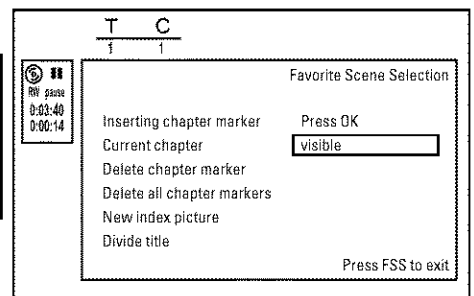 T C
1 1
RW pause
0:03:40
0:00:14
Favorite Scene Selection
Inserting chapter marker Press OK
Current chapter visible
Delete chapter marker
Delete all chapter markers
New index picture
Divide title
Press FSS to exit